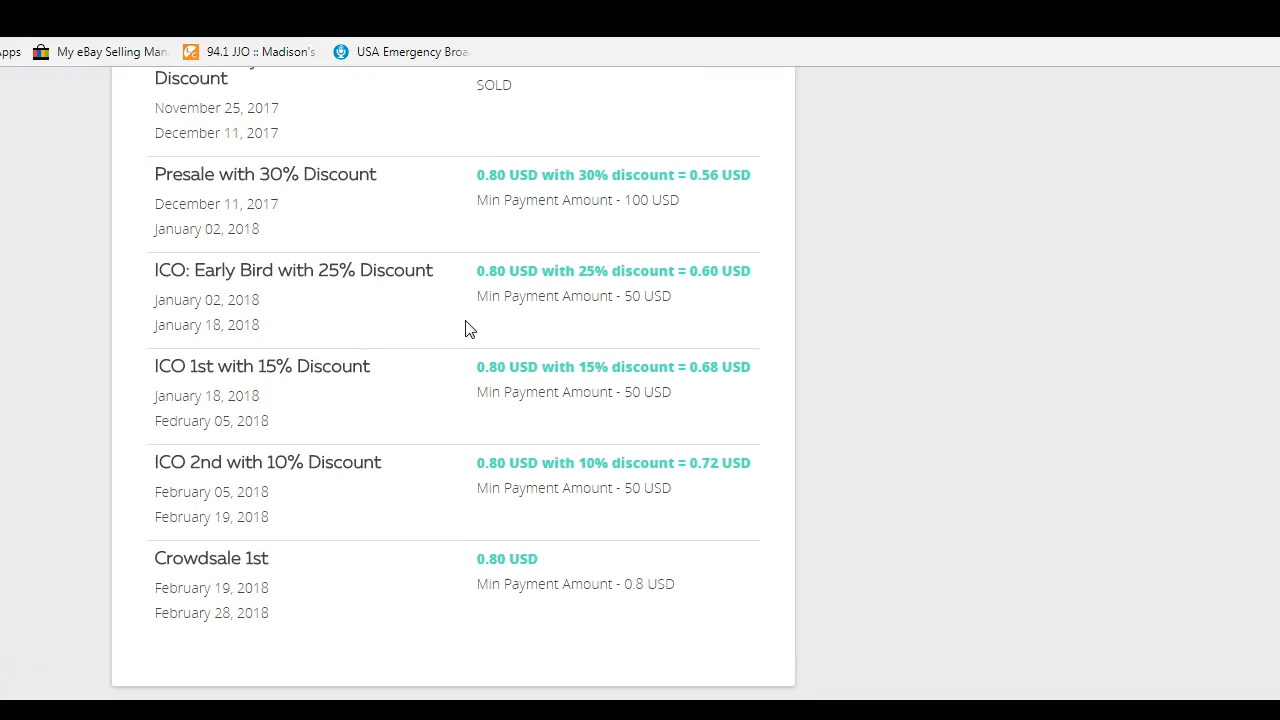 pps My eBay Selling Man 94.1 JJO :: Madison's USA Emergency Broa
Discount
SOLD
November 25, 2017
December 11, 2017
Presale with 30% Discount
0.80 USD with 30% discount = 0.56 USD
December 11, 2017
Min Payment Amount - 100 USD
January 02, 2018
ICO: Early Bird with 25% Discount
0.80 USD with 25% discount = 0.60 USD
January 02, 2018
Min Payment Amount - 50 USD
January 18, 2018
ICO 1st with 15% Discount
0.80 USD with 15% discount = 0.68 USD
January 18, 2018
Min Payment Amount - 50 USD
Fedruary 05, 2018
ICO 2nd with 10% Discount
0.80 USD with 10% discount = 0.72 USD
February 05, 2018
Min Payment Amount - 50 USD
February 19, 2018
Crowdsale 1st
0.80 USD
February 19, 2018
Min Payment Amount - 0.8 USD
February 28, 2018